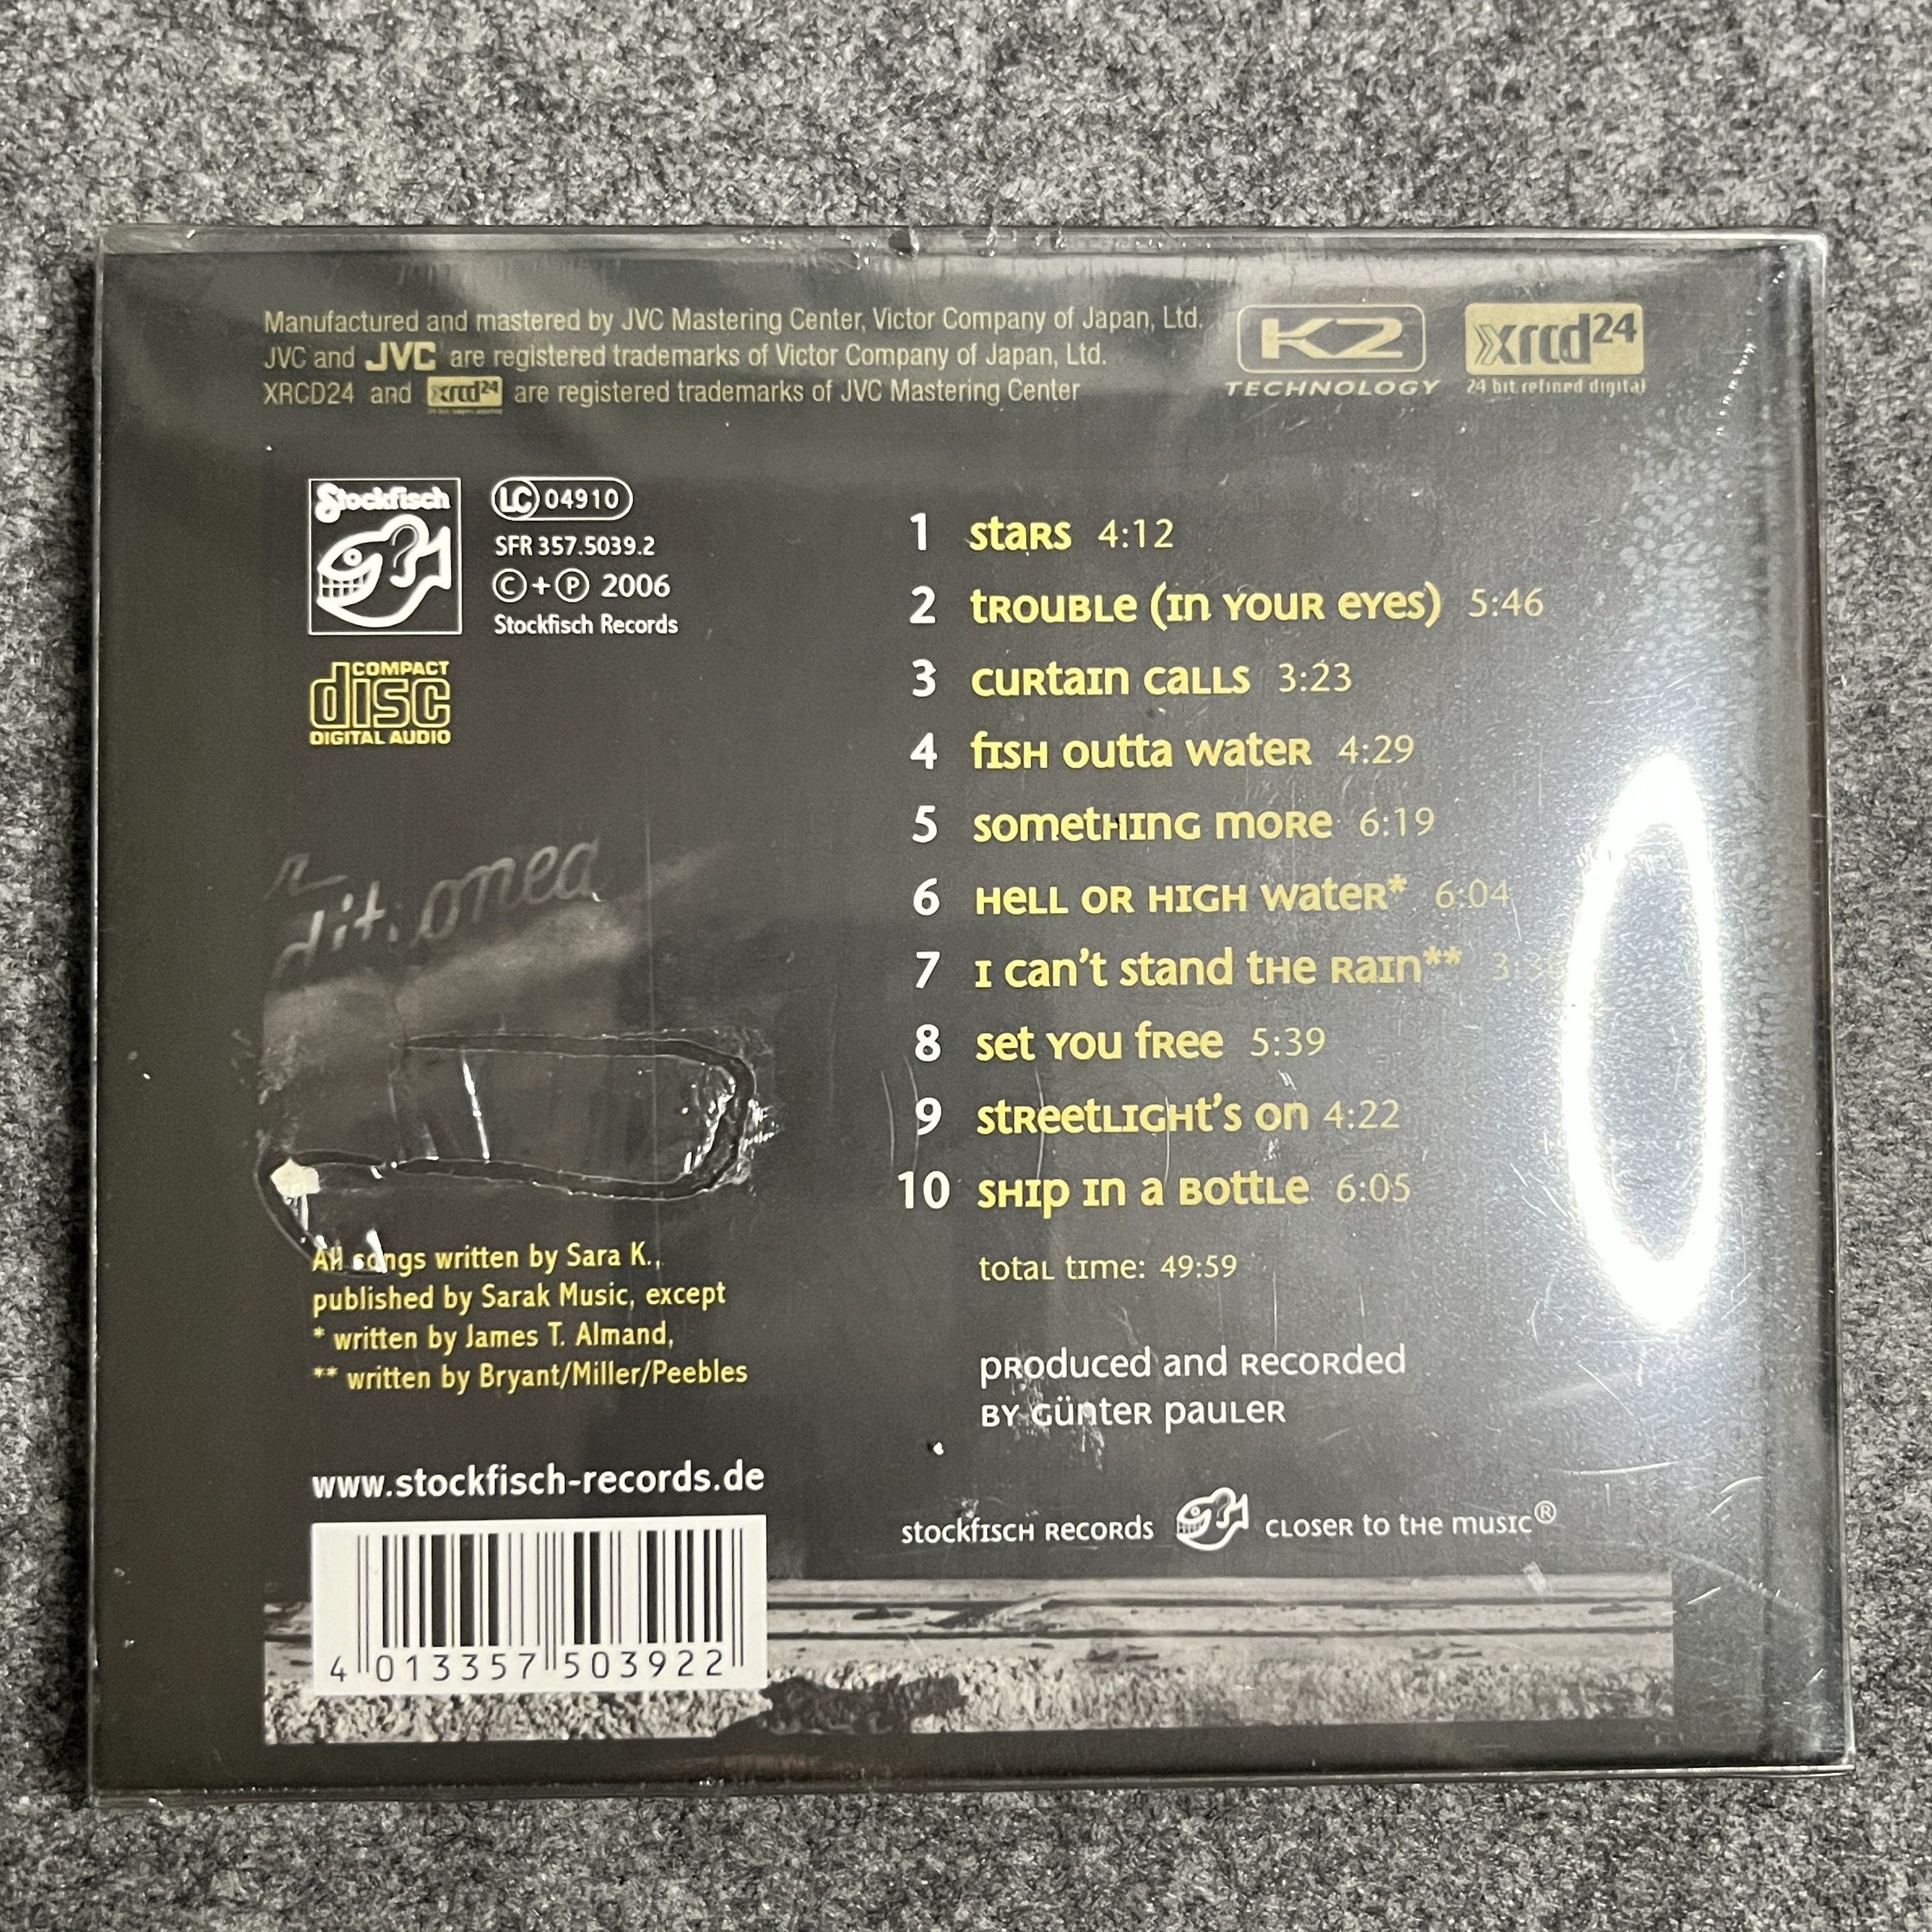 Manufactured and mastered by JVC Mastering Center, Victor Company of Japan, Ltd.
JVC and JVC are registered trademarks of Victor Company of Japan, Ltd.
XRCD24 and xrcd24 are registered trademarks of JVC Mastering Center
K2
TECHNOLOGY
xrcd24
24 bit refined digital
Stockfisch
LC 04910
SFR 357.5039.2
©+℗ 2006
Stockfisch Records
COMPACT
disc
DIGITAL AUDIO
1 stars 4:12
2 trouble (in your eyes) 5:46
3 curtain calls 3:23
4 fish outta water 4:29
5 something more 6:19
6 Hell or High water* 6:04
7 I can't stand the rain**
8 set you free 5:39
9 streetlight's on 4:22
10 ship in a bottle 6:05
total time: 49:59
All songs written by Sara K.,
published by Sarak Music, except
* written by James T. Almand,
** written by Bryant/Miller/Peebles
produced and recorded
by Günter Pauler
www.stockfisch-records.de
stockfisch records closer to the music®
4 013357 503922